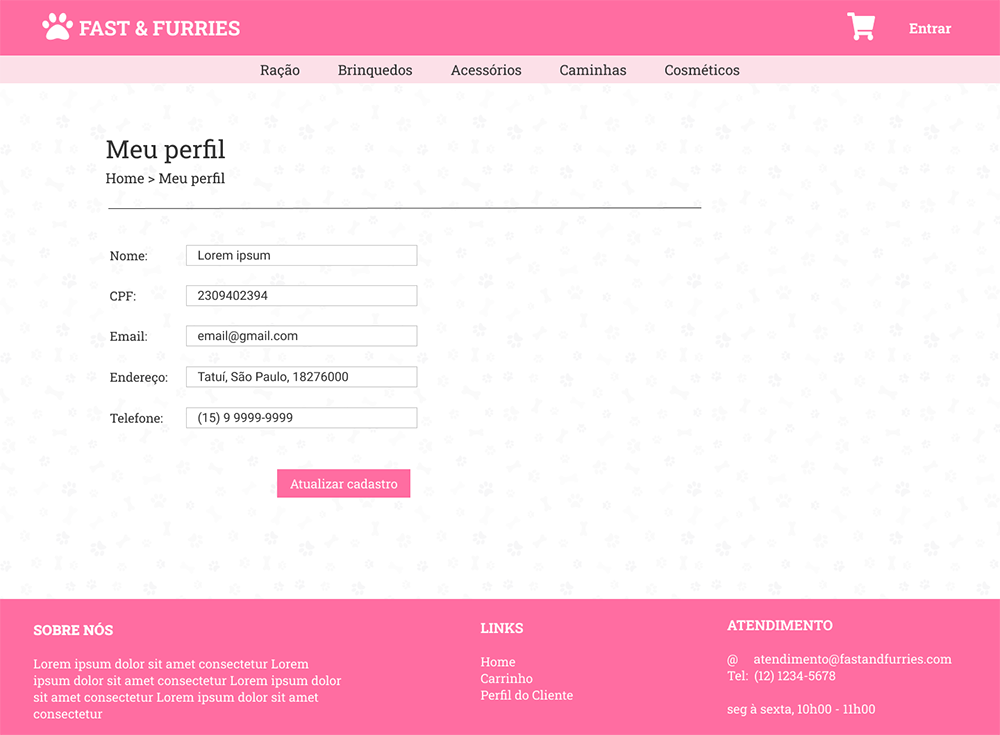 FAST & FURRIES
Entrar
Ração Brinquedos Acessórios Caminhas Cosméticos
Meu perfil
Home > Meu perfil
Nome: Lorem ipsum
CPF: 2309402394
Email: email@gmail.com
Endereço: Tatuí, São Paulo, 18276000
Telefone: (15) 9 9999-9999
Atualizar cadastro
SOBRE NÓS
Lorem ipsum dolor sit amet consectetur Lorem
ipsum dolor sit amet consectetur Lorem ipsum dolor
sit amet consectetur Lorem ipsum dolor sit amet
consectetur
LINKS
Home
Carrinho
Perfil do Cliente
ATENDIMENTO
@ atendimento@fastandfurries.com
Tel: (12) 1234-5678
seg à sexta, 10h00 - 11h00